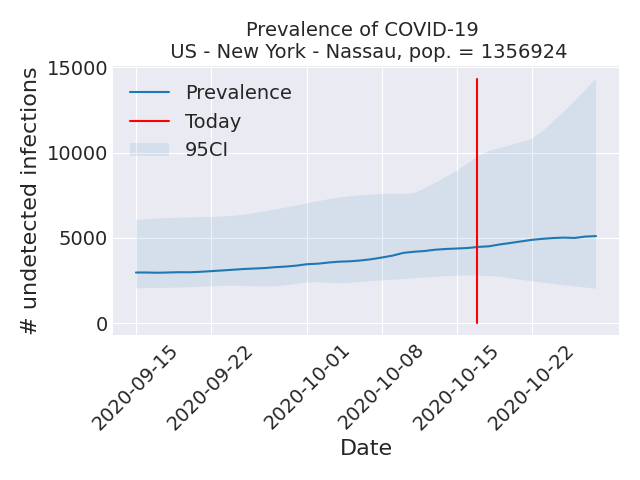 Prevalence of COVID-19
US - New York - Nassau, pop. = 1356924
# undetected infections
15000
10000
5000
0
Prevalence
Today
95CI
2020-09-15
2020-09-22
2020-10-01
2020-10-08
2020-10-15
2020-10-22
Date